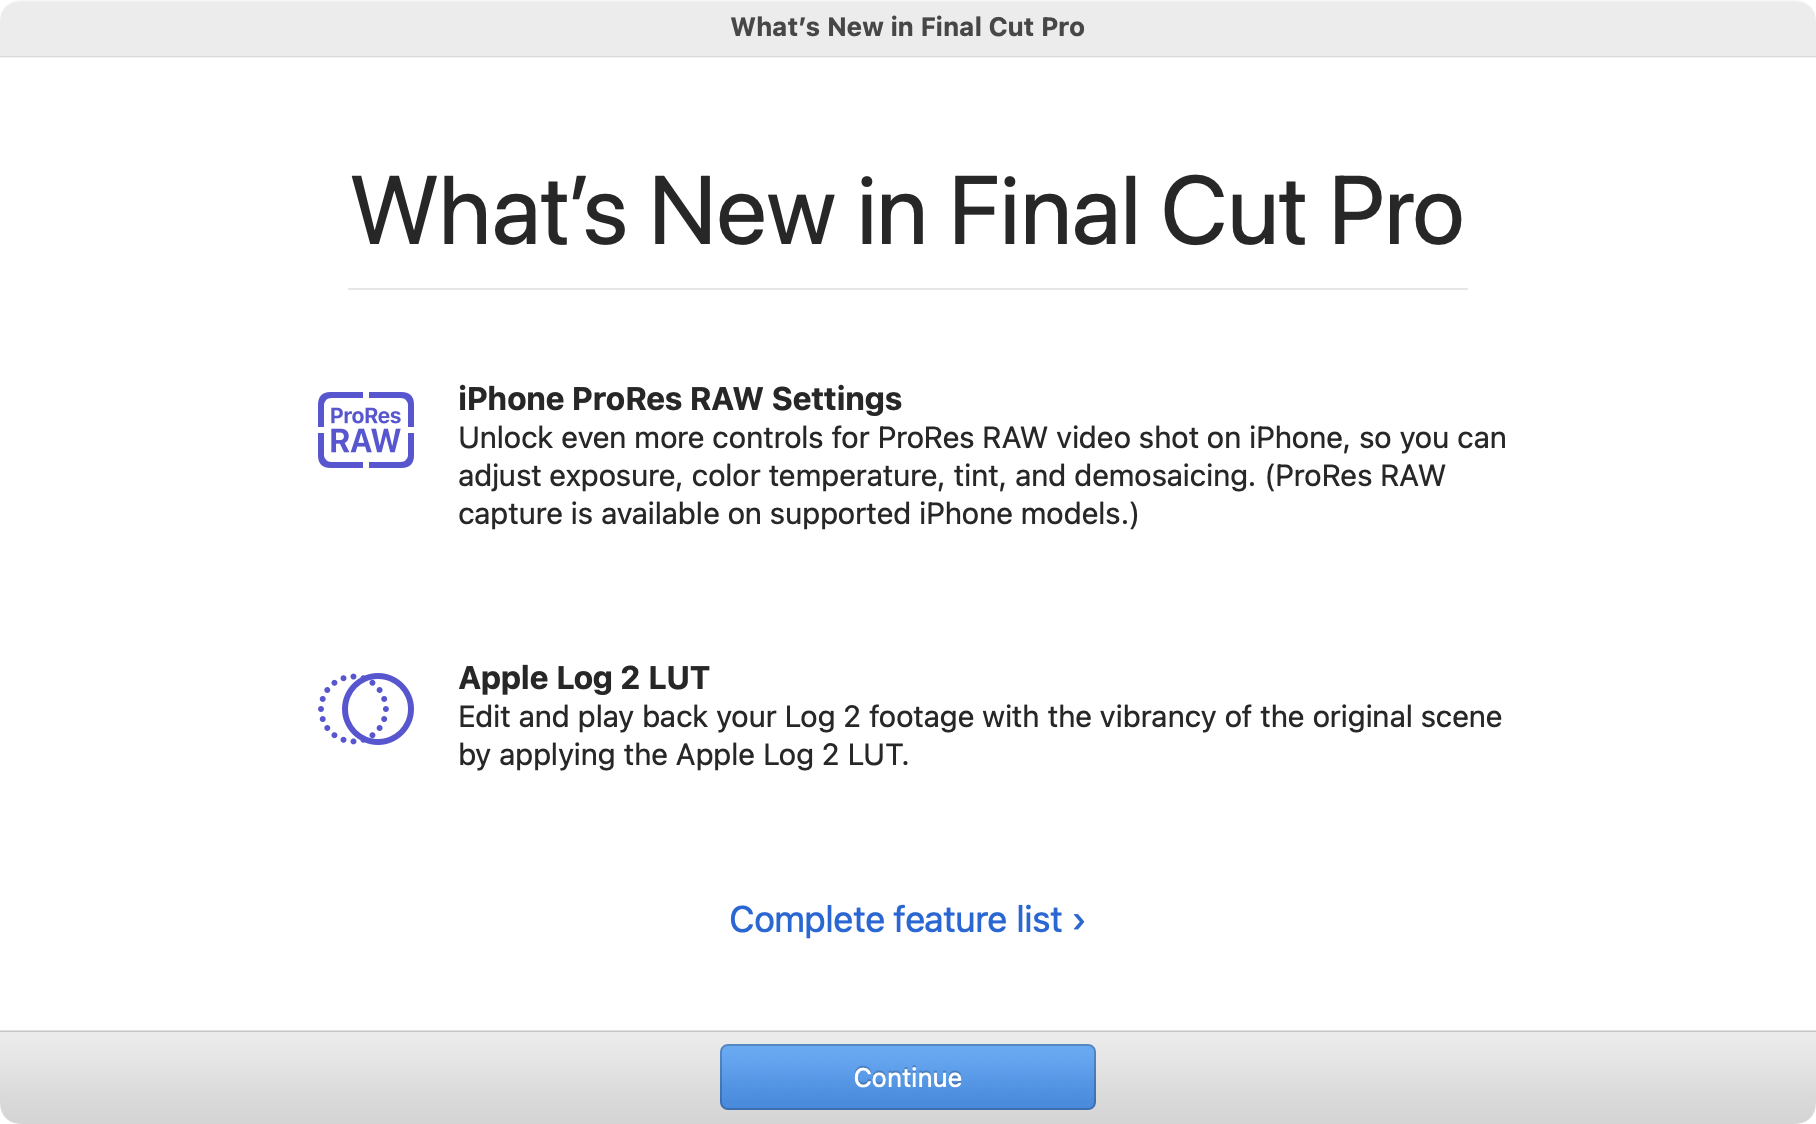 What’s New in Final Cut Pro
What’s New in Final Cut Pro
ProRes
RAW
iPhone ProRes RAW Settings
Unlock even more controls for ProRes RAW video shot on iPhone, so you can
adjust exposure, color temperature, tint, and demosaicing. (ProRes RAW
capture is available on supported iPhone models.)
Apple Log 2 LUT
Edit and play back your Log 2 footage with the vibrancy of the original scene
by applying the Apple Log 2 LUT.
Complete feature list ›
Continue